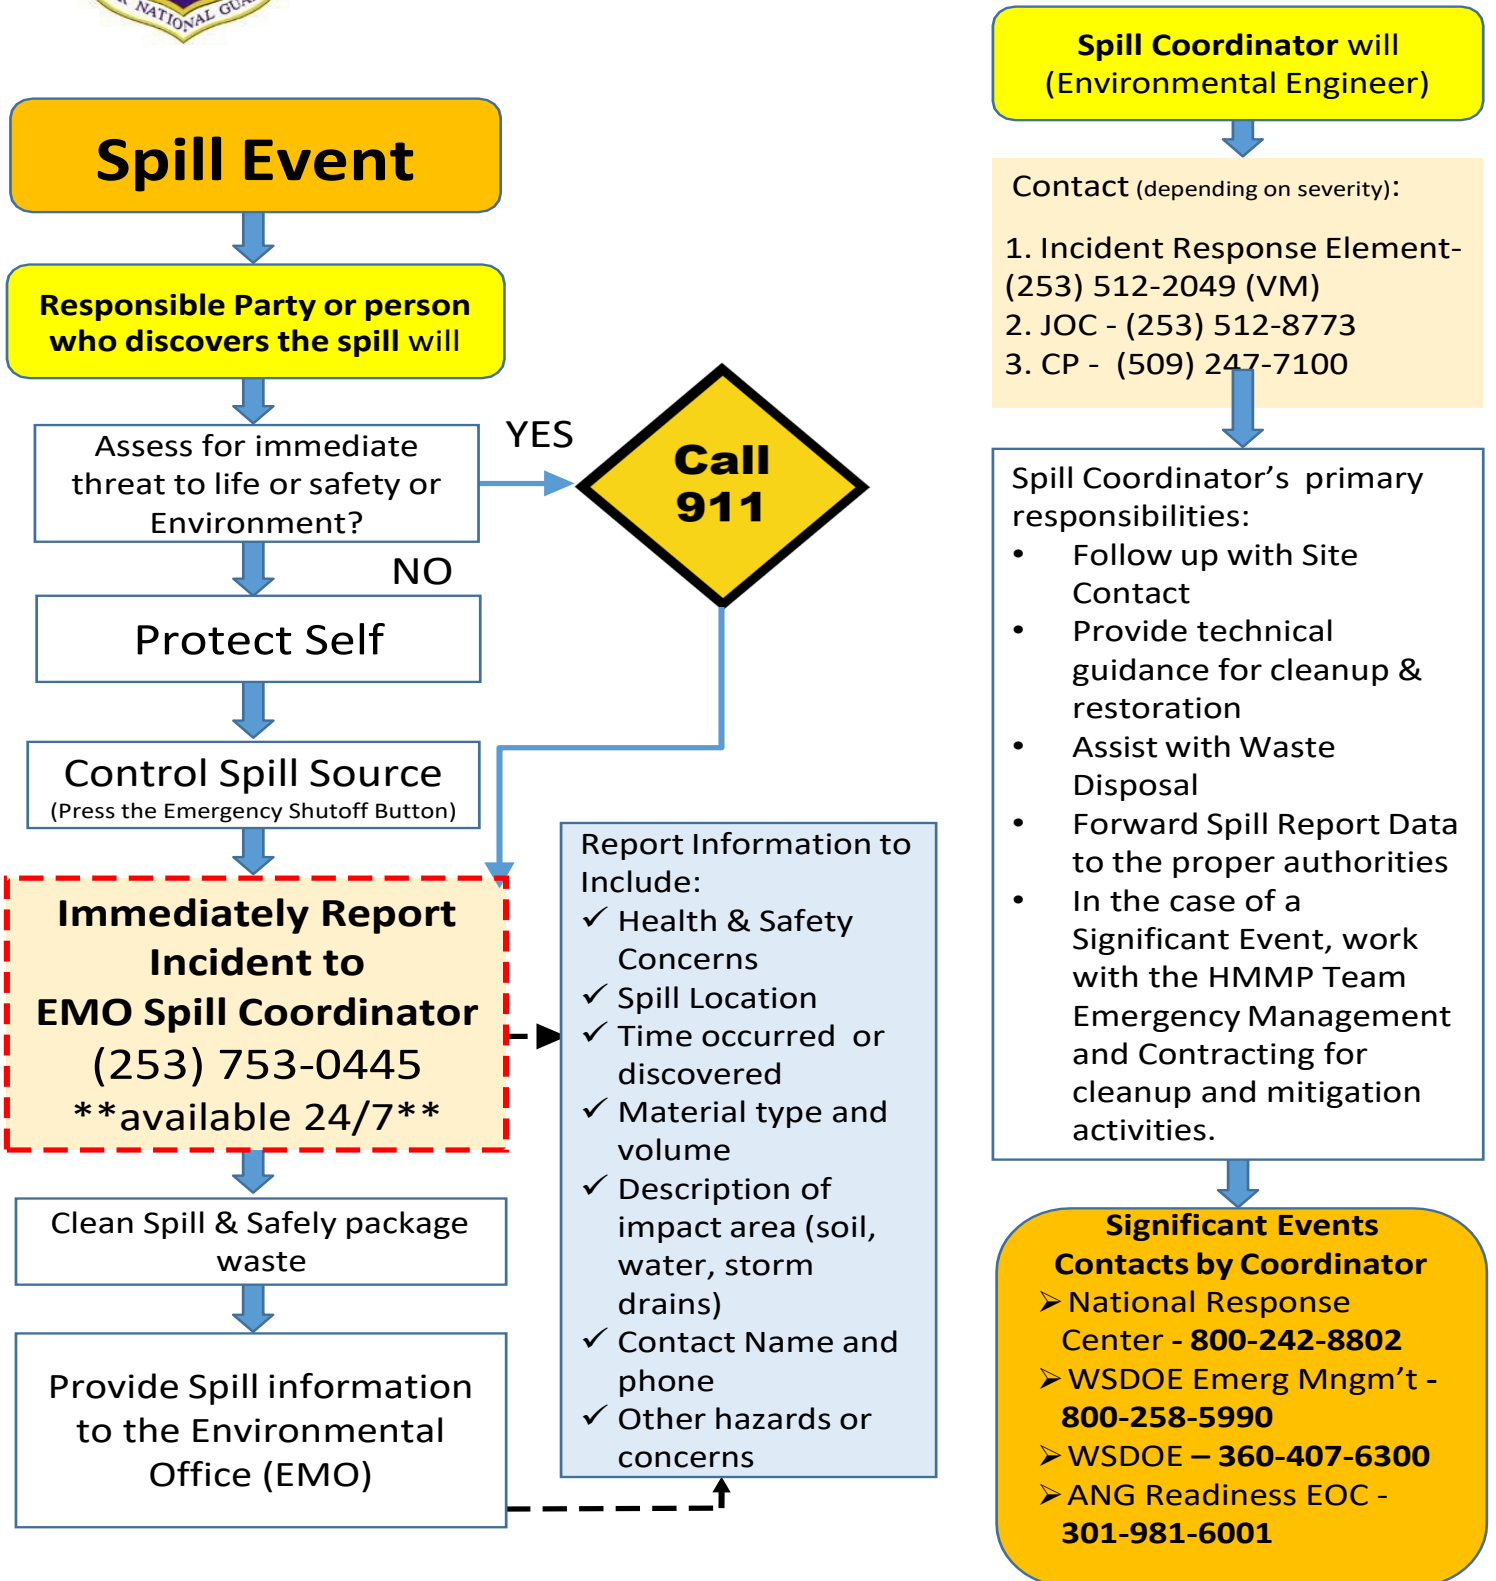 NATIONAL
Spill Event
Responsible Party or person
who discovers the spill will
Assess for immediate
threat to life or safety or
Environment?
YES
Call
911
NO
Protect Self
Control Spill Source
(Press the Emergency Shutoff Button)
Immediately Report
Incident to
EMO Spill Coordinator
(253) 753-0445
**available 24/7**
Clean Spill & Safely package
waste
Provide Spill information
to the Environmental
Office (EMO)
Report Information to
Include:
✓ Health & Safety
Concerns
✓ Spill Location
✓ Time occurred or
discovered
✓ Material type and
volume
✓ Description of
impact area (soil,
water, storm
drains)
✓ Contact Name and
phone
✓ Other hazards or
concerns
Spill Coordinator will
(Environmental Engineer)
Contact (depending on severity):
1. Incident Response Element-
(253) 512-2049 (VM)
2. JOC - (253) 512-8773
3. CP - (509) 247-7100
Spill Coordinator’s primary
responsibilities:
• Follow up with Site
Contact
• Provide technical
guidance for cleanup &
restoration
• Assist with Waste
Disposal
• Forward Spill Report Data
to the proper authorities
• In the case of a
Significant Event, work
with the HMMP Team
Emergency Management
and Contracting for
cleanup and mitigation
activities.
Significant Events
Contacts by Coordinator
➢ National Response
Center - 800-242-8802
➢ WSDOE Emerg Mngm’t -
800-258-5990
➢ WSDOE – 360-407-6300
➢ ANG Readiness EOC -
301-981-6001